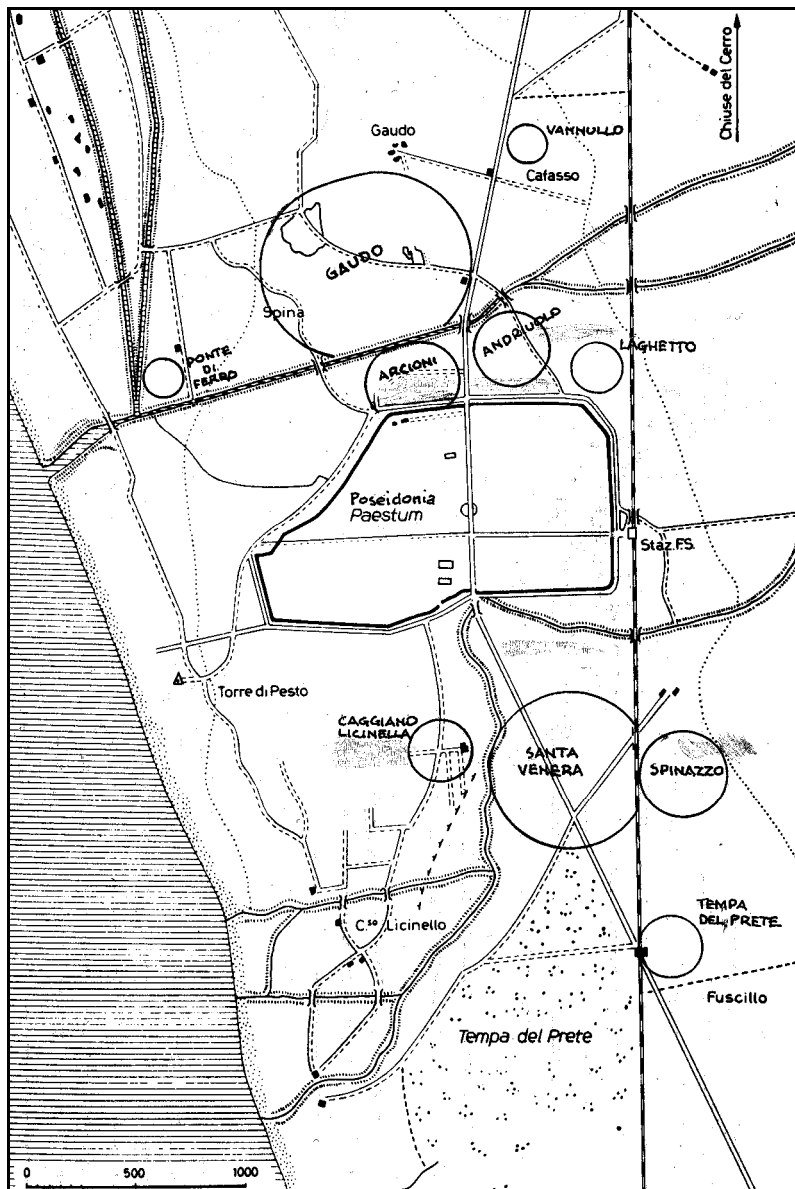 Chiuse del Cerro
VANNULLO
Gaudo
Cafasso
GAUDO
Spina
ANDRIUOLO
LAGHETTO
PONTE
DI
FERRO
ARCIONI
Poseidonia
Paestum
Staz.F.S.
Torre di Pesto
CAGGIANO
LICINELLA
SANTA
VENERA
SPINAZZO
TEMPA
DEL PRETE
Cso Licinello
Fuscillo
Tempa del Prete
0 500 1000